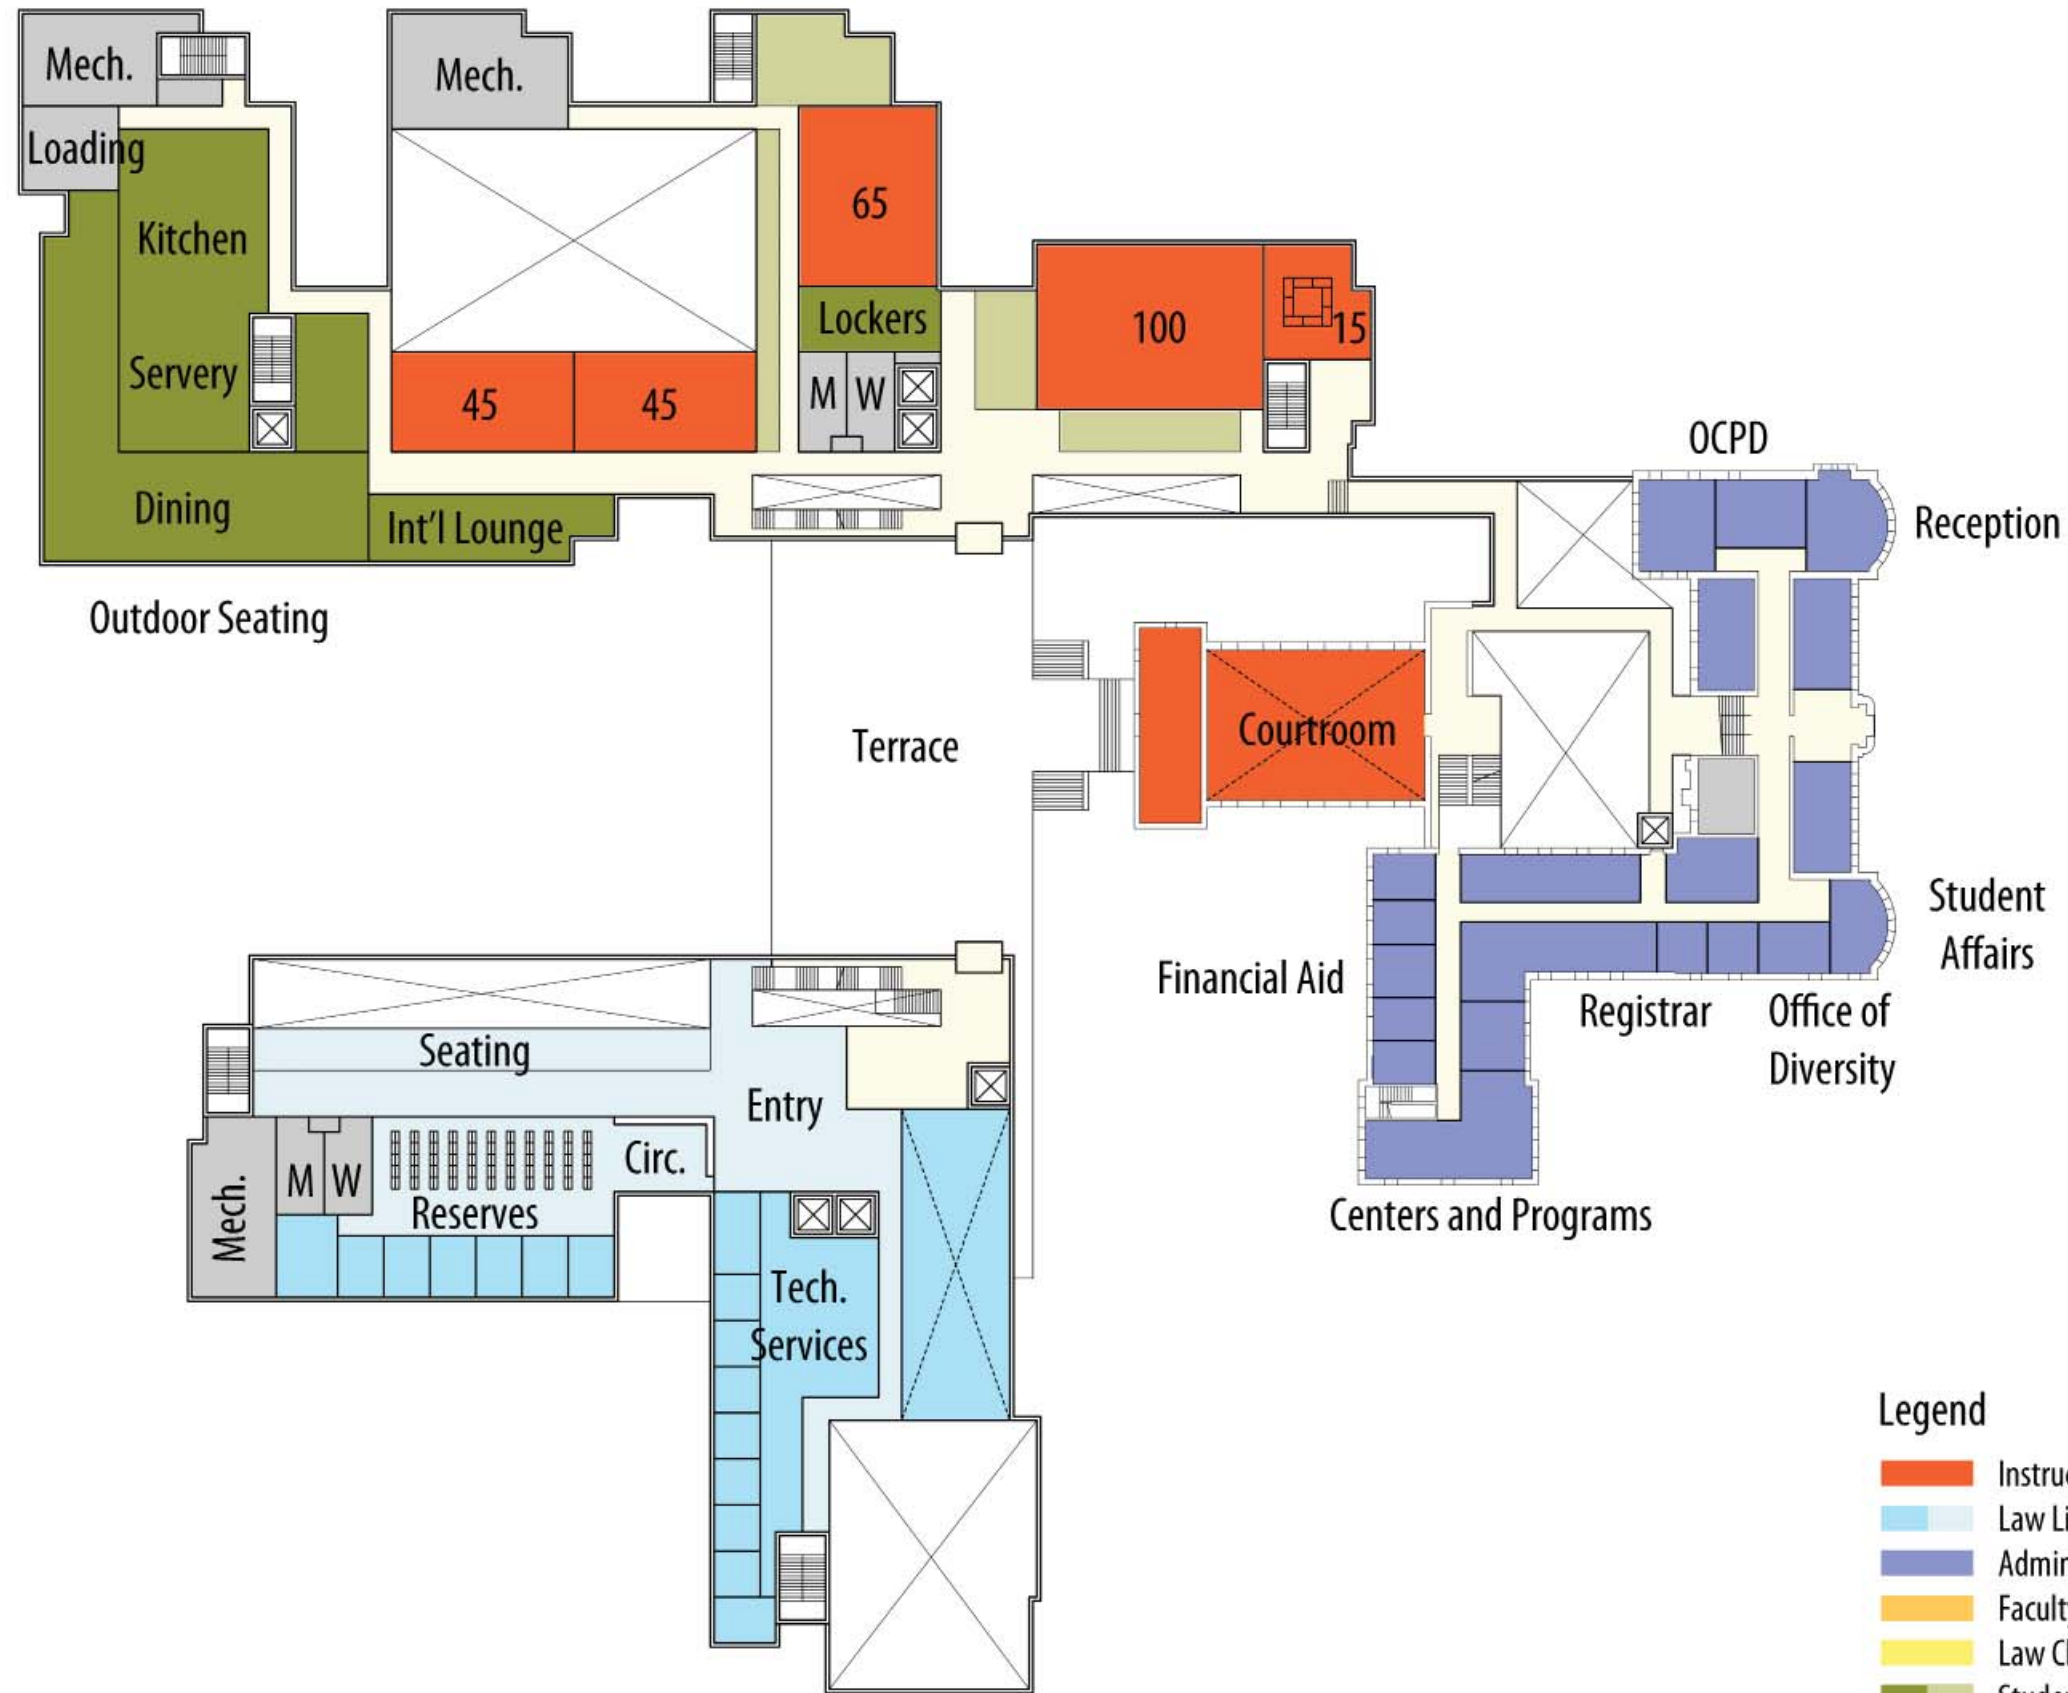 Mech.
Mech.
Loading
65
Kitchen
Lockers
100
15
Servery
45
45
M
W
OCPD
Dining
Int'l Lounge
Reception
Outdoor Seating
Courtroom
Terrace
Student
Affairs
Financial Aid
Registrar
Office of
Diversity
Seating
Entry
Circ.
M
W
Mech.
Reserves
Centers and Programs
Tech.
Services
Legend
Law